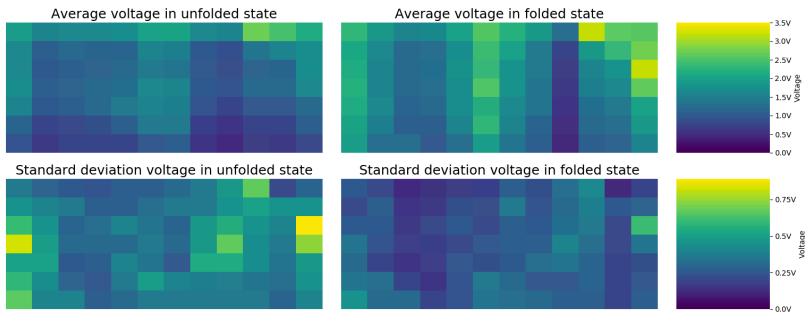 Average voltage in unfolded state
Average voltage in folded state
3.5V
3.0V
2.5V
2.0V
1.5V
1.0V
0.5V
0.0V
Voltage
Standard deviation voltage in unfolded state
Standard deviation voltage in folded state
0.75V
0.5V
0.25V
0.0V
Voltage